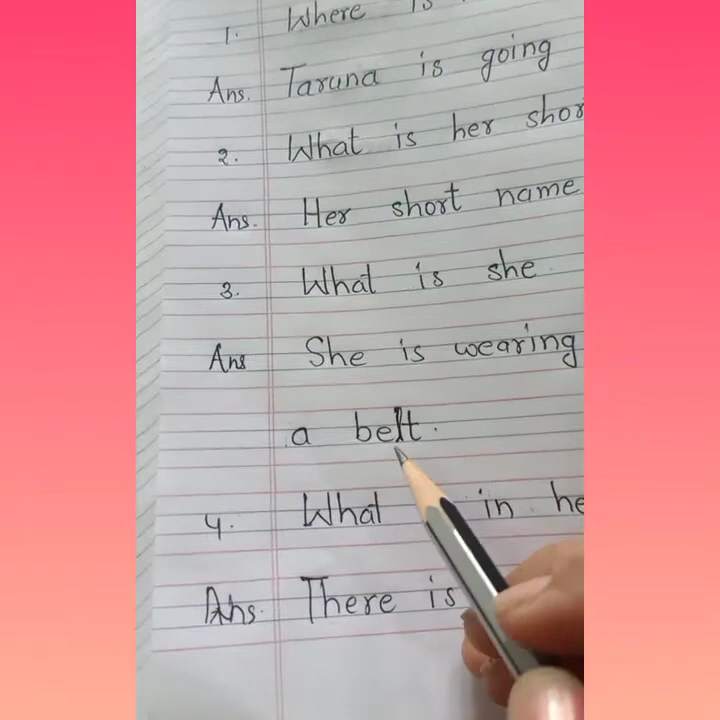 1. Where is
Ans. Taruna is going
2. What is her shor
Ans. Her short name
3. What is she
Ans She is wearing
a belt.
4. What in he
Ans. There is